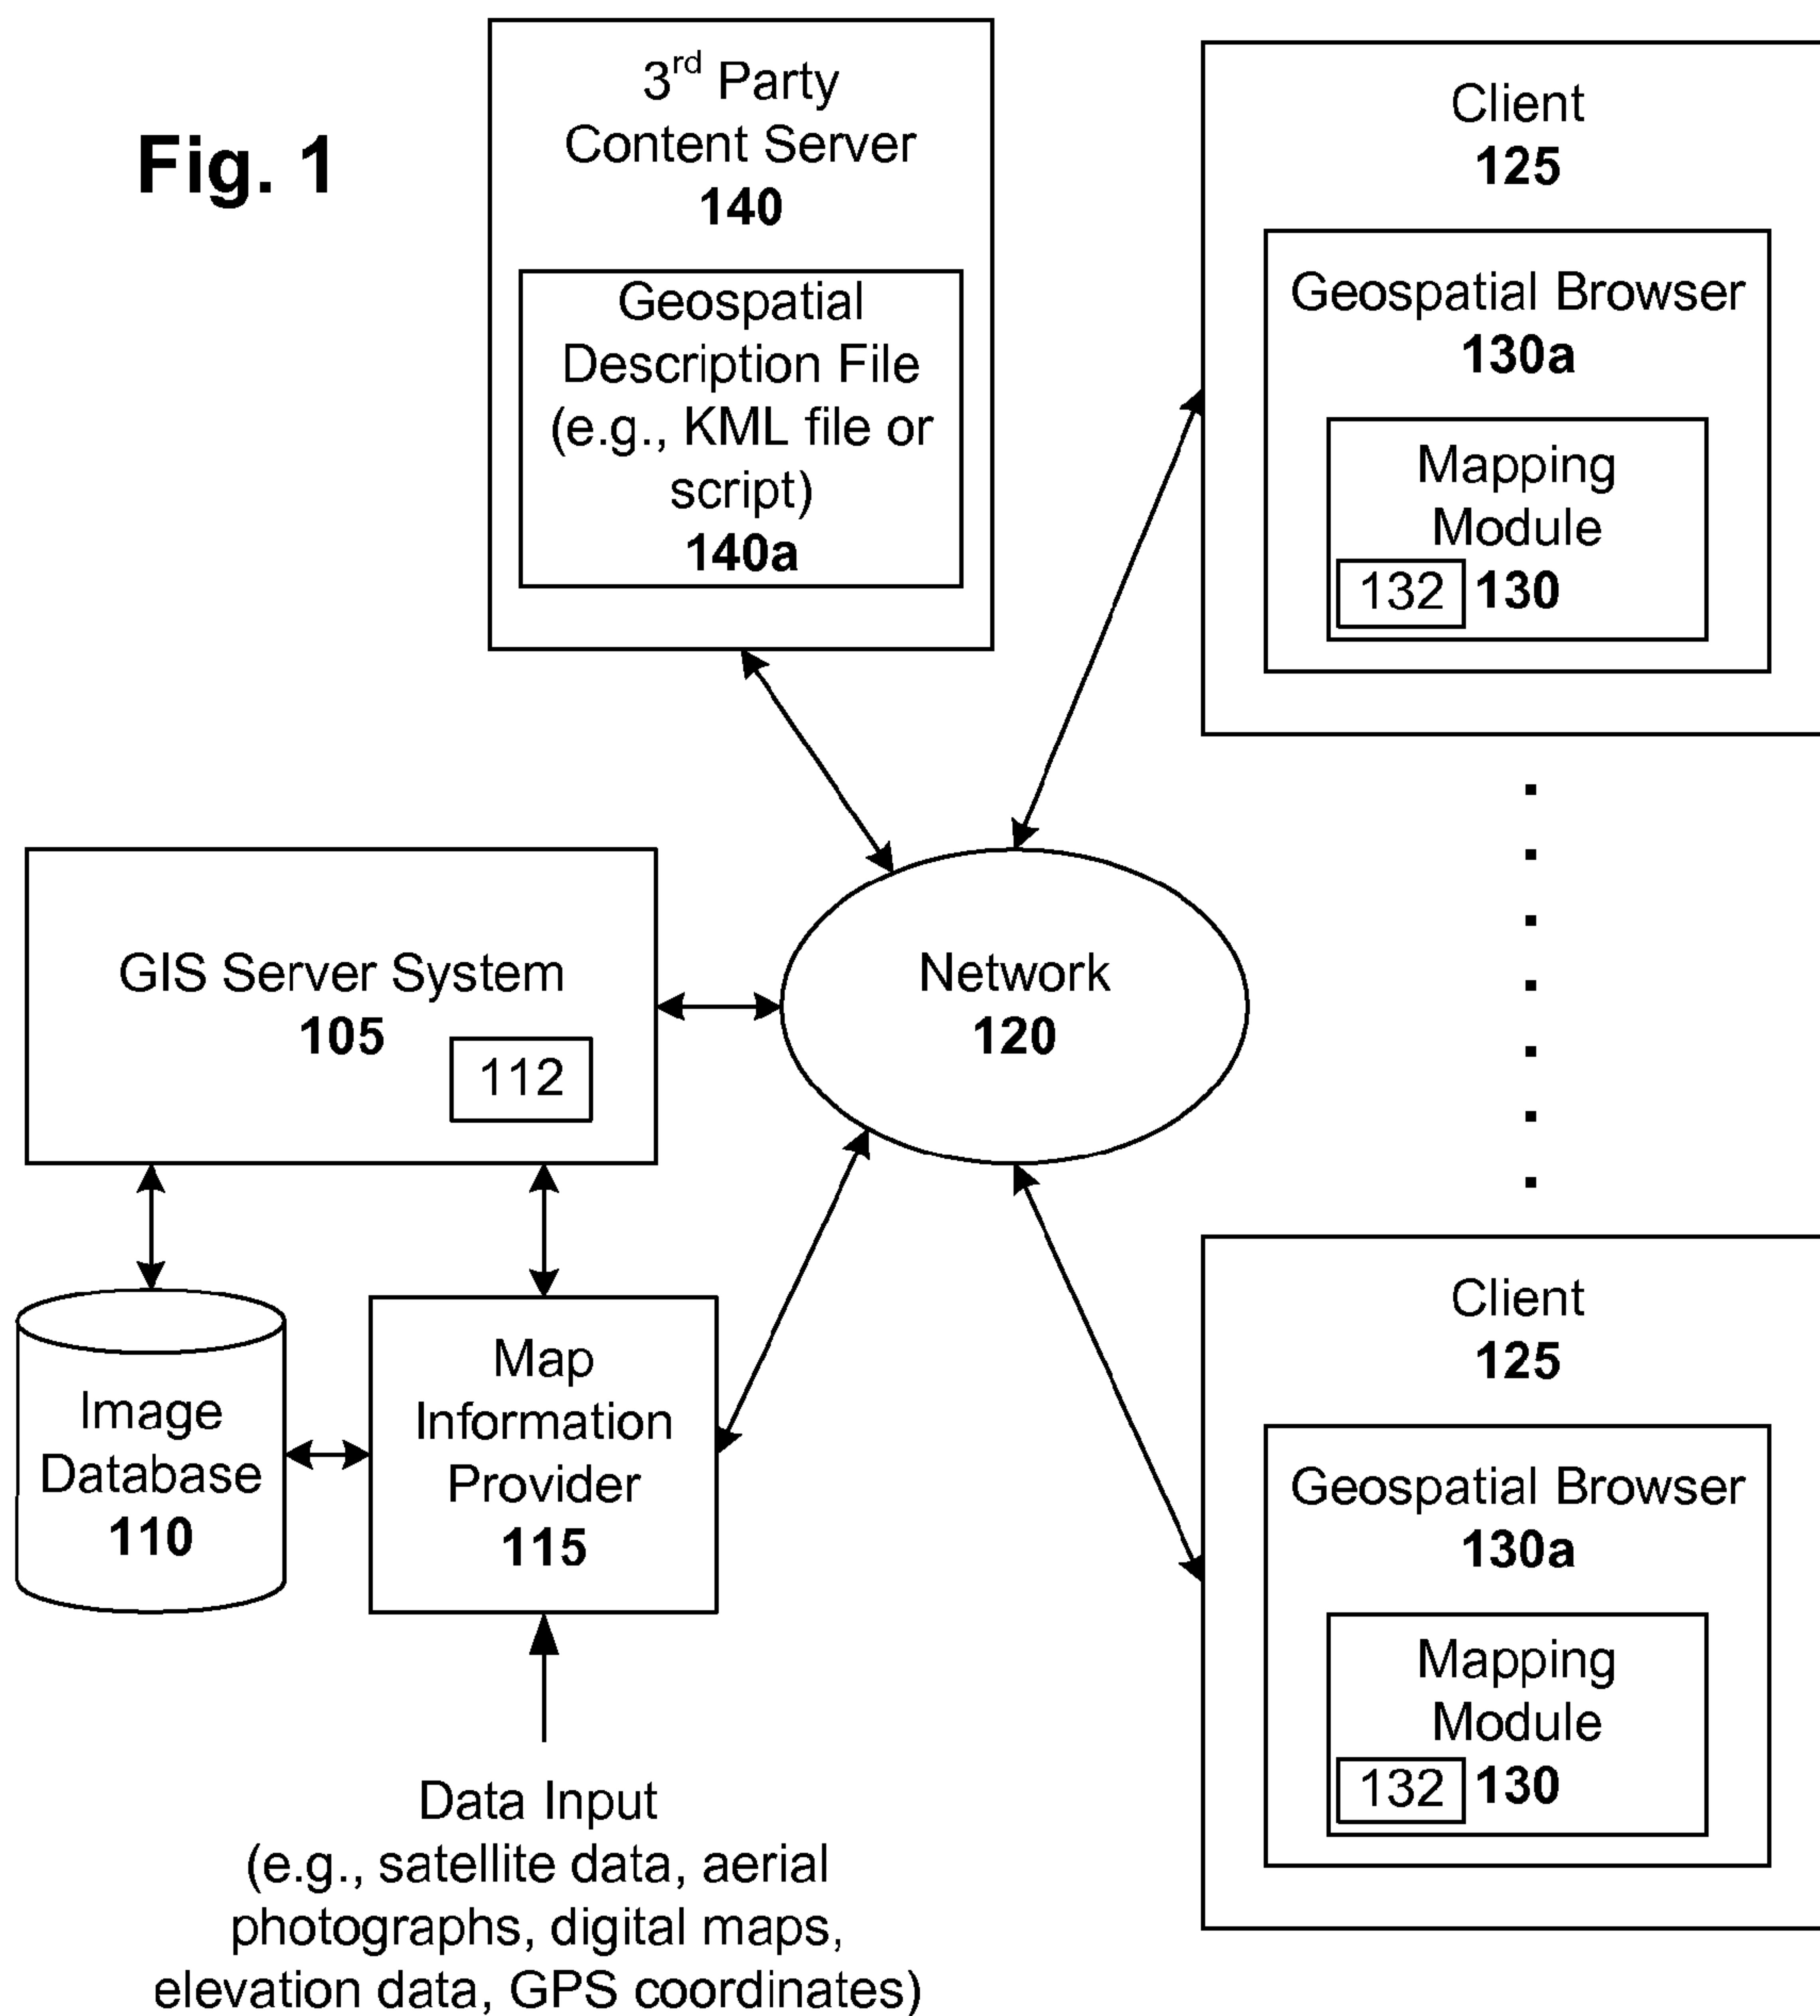 Fig. 1
3rd Party
Content Server
140
Geospatial
Description File
(e.g., KML file or
script)
140a
Client
125
Geospatial Browser
130a
Mapping
Module
132 130
GIS Server System
105
112
Network
120
Image
Database
110
Map
Information
Provider
115
Data Input
(e.g., satellite data, aerial
photographs, digital maps,
elevation data, GPS coordinates)
Client
125
Geospatial Browser
130a
Mapping
Module
132 130